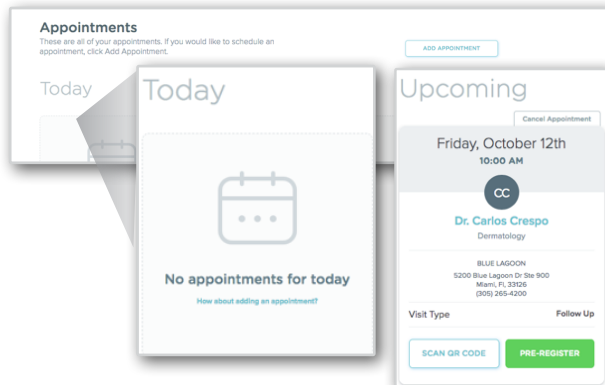 Appointments
These are all of your appointments. If you would like to schedule an
appointment, click Add Appointment.
ADD APPOINTMENT
Today
Today
No appointments for today
How about adding an appointment?
Upcoming
Cancel Appointment
Friday, October 12th
10:00 AM
CC
Dr. Carlos Crespo
Dermatology
BLUE LAGOON
5200 Blue Lagoon Dr Ste 900
Miami, Fl, 33126
(305) 265-4200
Visit Type Follow Up
SCAN QR CODE PRE-REGISTER